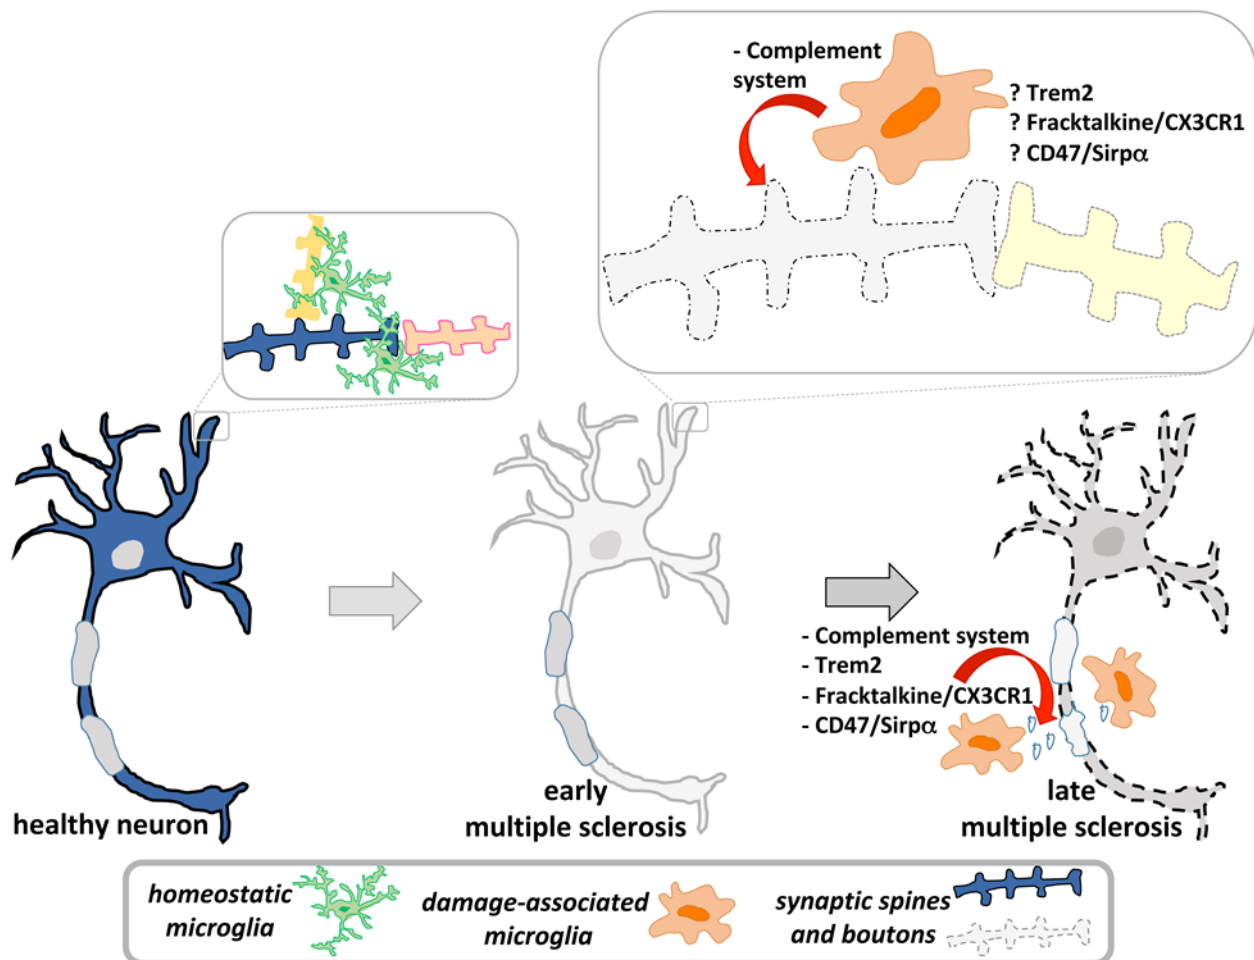 - Complement
system
? Trem2
? Fracktalkine/CX3CR1
? CD47/Sirpα
- Complement system
- Trem2
- Fracktalkine/CX3CR1
- CD47/Sirpα
healthy neuron
early
multiple sclerosis
late
multiple sclerosis
homeostatic
microglia
damage-associated
microglia
synaptic spines
and boutons